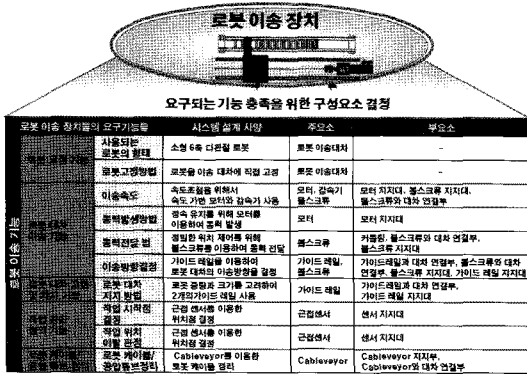 로봇 이송 장치
요구되는 기능 충족을 위한 구성요소 결정
로봇 이송 장치들의 요구기능들 시스템 설계 사양 주요소 부요소
로봇 이송 기능
사용되는 로봇의 형태 소형 6축 다관절 로봇 로봇 이송대차 -
로봇고정방법 로봇을 이송 대차에 직접 고정 로봇 이송대차 -
이송속도 속도조절을 위해서 속도 가변 모터와 감속기 사용 모터, 감속기 볼스크류 모터 지지대, 볼스크류 지지대, 볼스크류와 대차 연결부
동력발생방법 정속 유지를 위해 모터를 이용하여 동력 발생 모터 모터 지지대
동력전달 법 정밀한 위치 제어를 위해 볼스크류를 이용하여 동력 전달 볼스크류 커플링, 볼스크류와 대차 연결부, 볼스크류 지지대
이송방향결정 가이드 레일을 이용하여 로봇 대차의 이송방향을 결정 가이드 레일, 볼스크류 가이드레일과 대차 연결부, 볼스크류와 대차 연결부, 볼스크류 지지대, 가이드 레일 지지대
로봇 대차 지지 방법 로봇 중량과 크기를 고려하여 2개의가이드 레일 사용 가이드 레일 가이드레일과 대차 연결부, 가이드 레일 지지대
작업 시작점 결정 근접 센서를 이용한 위치점 결정 근접센서 센서 지지대
작업 위치 이탈 판정 근접 센서를 이용한 위치점 결정 근접센서 센서 지지대
로봇 케이블/ 공압튜브정리 Cableveyor를 이용한 로봇 케이블 정리 Cableveyor Cableveyor 지지부, Cableveyor와 대차 연결부